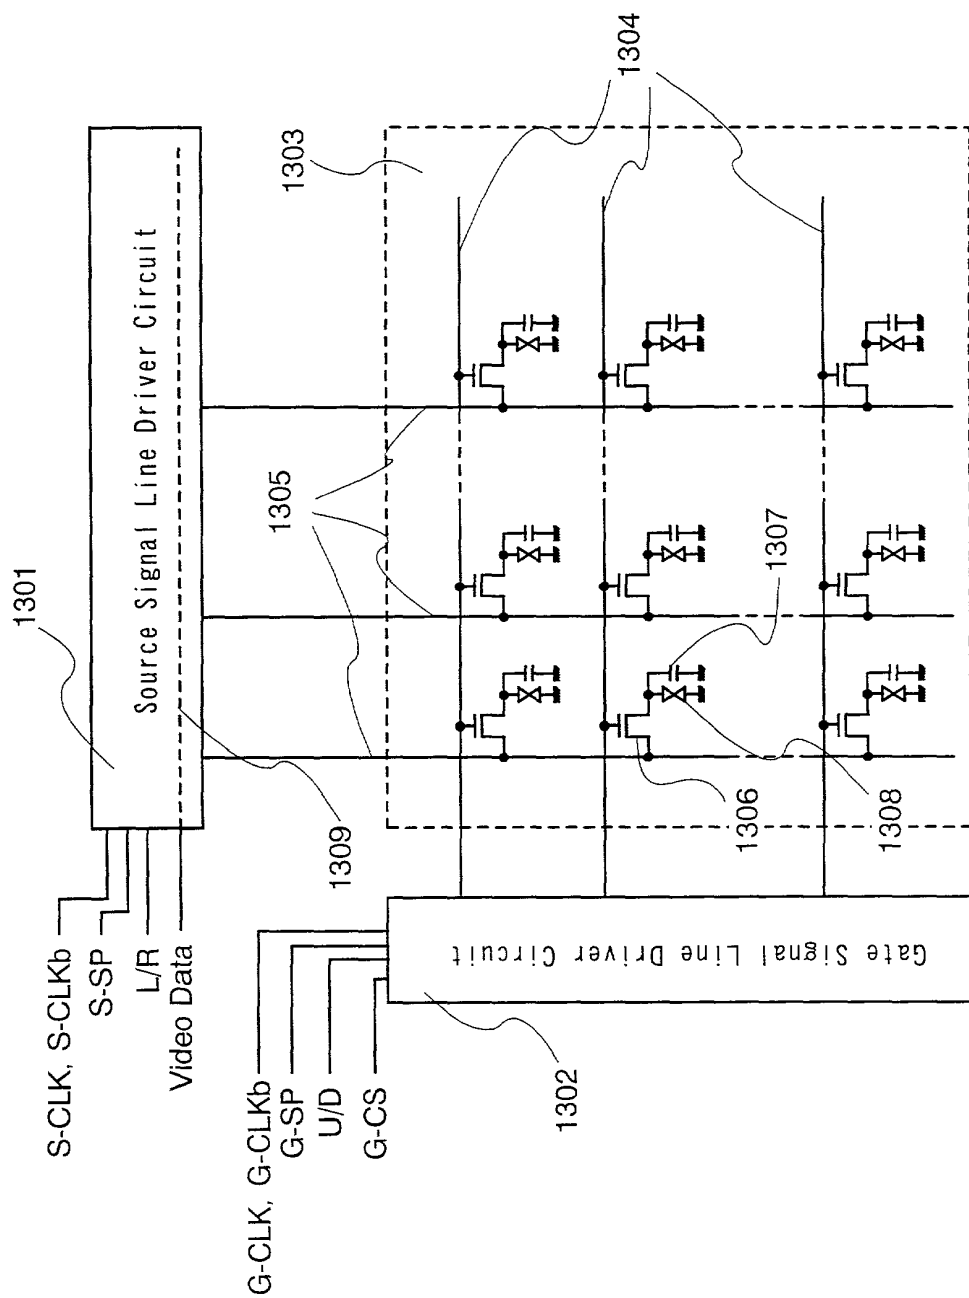 1301
Source Signal Line Driver Circuit
S-CLK, S-CLKb
S-SP
L/R
Video Data
1309
1305
1303
1304
G-CLK, G-CLKb
G-SP
U/D
G-CS
Gate Signal Line Driver Circuit
1302
1306
1308
1307